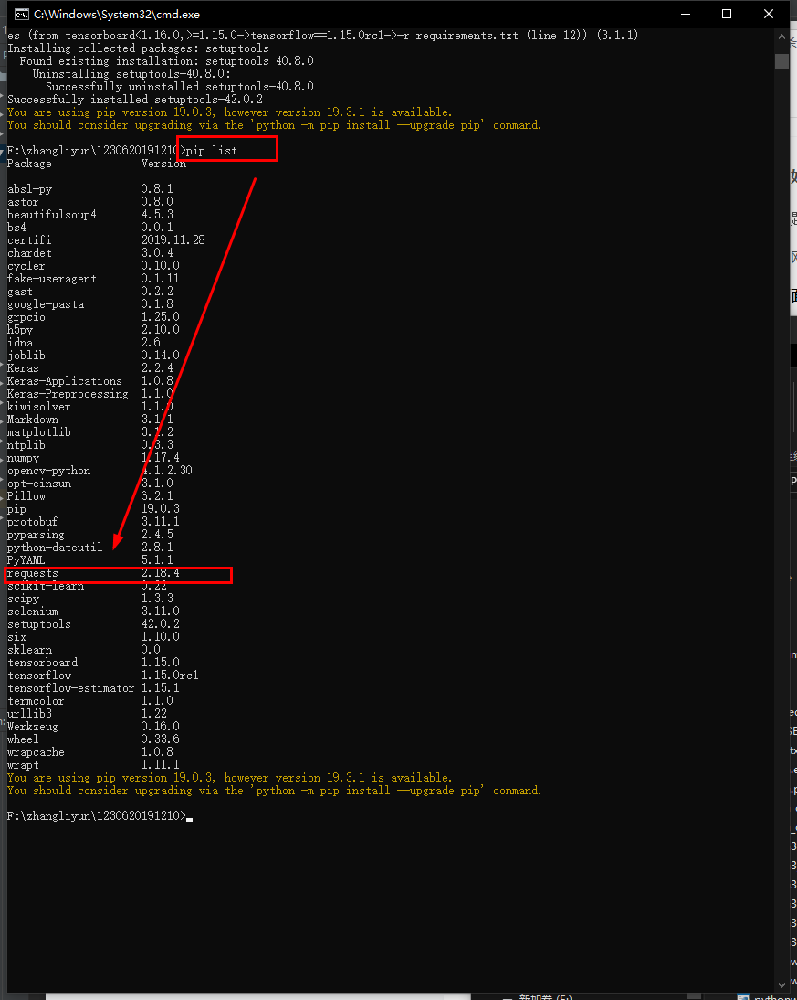 C:\Windows\System32\cmd.exe
es (from tensorboard<1.16.0,>=1.15.0->tensorflow==1.15.0rc1->-r requirements.txt (line 12)) (3.1.1)
Installing collected packages: setuptools
Found existing installation: setuptools 40.8.0
Uninstalling setuptools-40.8.0:
Successfully uninstalled setuptools-40.8.0
Successfully installed setuptools-42.0.2
You are using pip version 19.0.3, however version 19.3.1 is available.
You should consider upgrading via the 'python -m pip install --upgrade pip' command.
F:\zhangliyun\1230620191210>pip list
Package Version
absl-py 0.8.1
astor 0.8.0
beautifulsoup4 4.5.3
bs4 0.0.1
certifi 2019.11.28
chardet 3.0.4
cycler 0.10.0
fake-useragent 0.1.11
gast 0.2.2
google-pasta 0.1.8
grpcio 1.25.0
h5py 2.10.0
idna 2.6
joblib 0.14.0
Keras 2.2.4
Keras-Applications 1.0.8
Keras-Preprocessing 1.1.0
kiwisolver 1.1.0
Markdown 3.1.1
matplotlib 3.1.2
ntplib 0.3.3
numpy 1.17.4
opencv-python 4.1.2.30
opt-einsum 3.1.0
Pillow 6.2.1
pip 19.0.3
protobuf 3.11.1
pyparsing 2.4.5
python-dateutil 2.8.1
PyYAML 5.1.1
requests 2.18.4
scikit-learn 0.22
scipy 1.3.3
selenium 3.11.0
setuptools 42.0.2
six 1.10.0
sklearn 0.0
tensorboard 1.15.0
tensorflow 1.15.0rc1
tensorflow-estimator 1.15.1
termcolor 1.1.0
urllib3 1.22
Werkzeug 0.16.0
wheel 0.33.6
wrapcache 1.0.8
wrapt 1.11.1
You are using pip version 19.0.3, however version 19.3.1 is available.
You should consider upgrading via the 'python -m pip install --upgrade pip' command.
F:\zhangliyun\1230620191210>